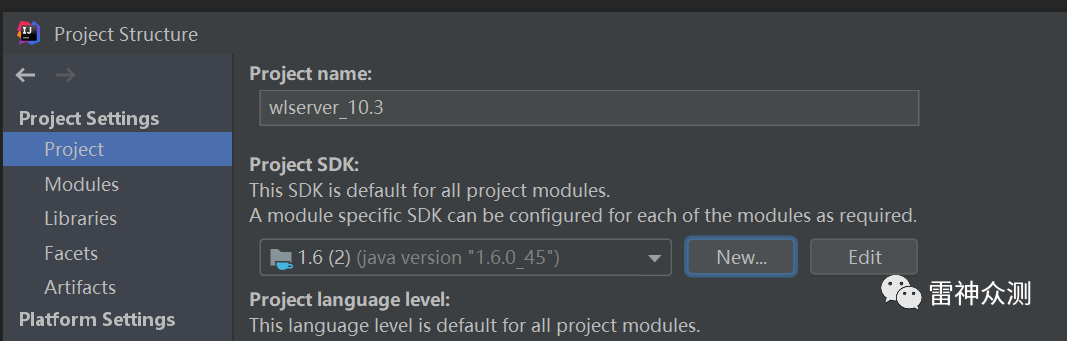 IJ
Project Structure
Project name:
Project Settings
wlserver_10.3
Project
Project SDK:
Modules
This SDK is default for all project modules.
Libraries
A module specific SDK can be configured for each of the modules as required.
Facets
1.6 (2) (java version "1.6.0_45")
New...
Edit
Artifacts
Project language level:
Platform Settings
This language level is default for all project modules.
雷神众测